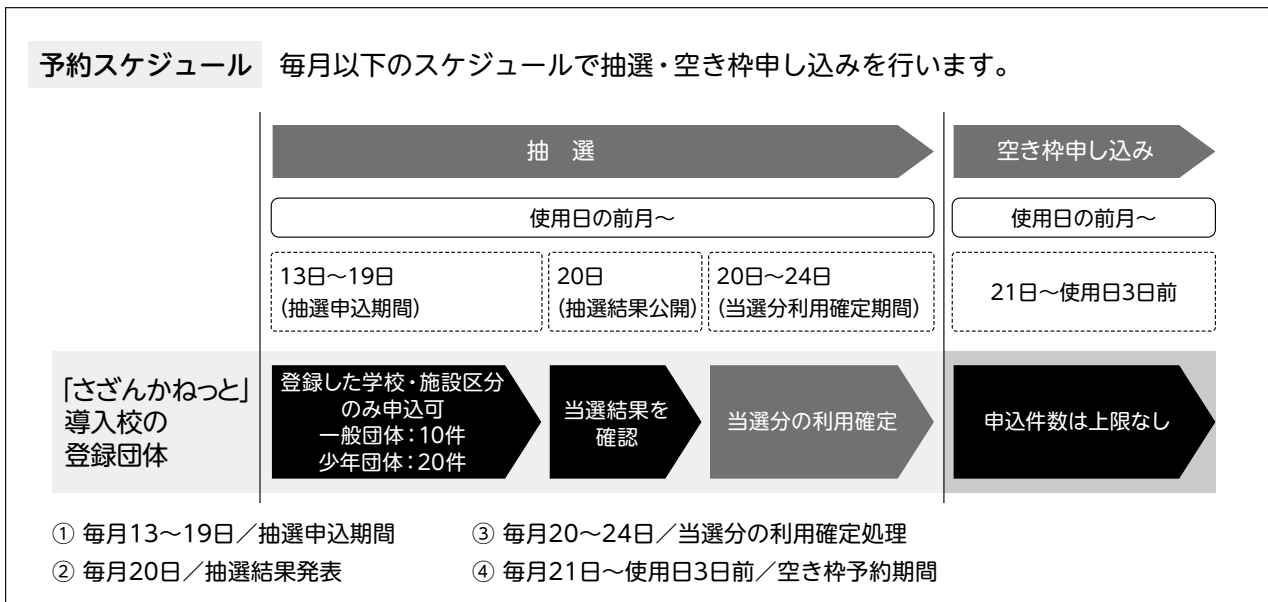 予約スケジュール 毎月以下のスケジュールで抽選・空き枠申し込みを行います。
抽 選
空き枠申し込み
使用日の前月～
使用日の前月～
13日～19日
(抽選申込期間)
20日
(抽選結果公開)
20日～24日
(当選分利用確定期間)
21日～使用日3日前
「さざんかねっと」
導入校の
登録団体
登録した学校・施設区分
のみ申込可
一般団体：10件
少年団体：20件
当選結果を
確認
当選分の利用確定
申込件数は上限なし
① 毎月13～19日／抽選申込期間
② 毎月20日／抽選結果発表
③ 毎月20～24日／当選分の利用確定処理
④ 毎月21日～使用日3日前／空き枠予約期間